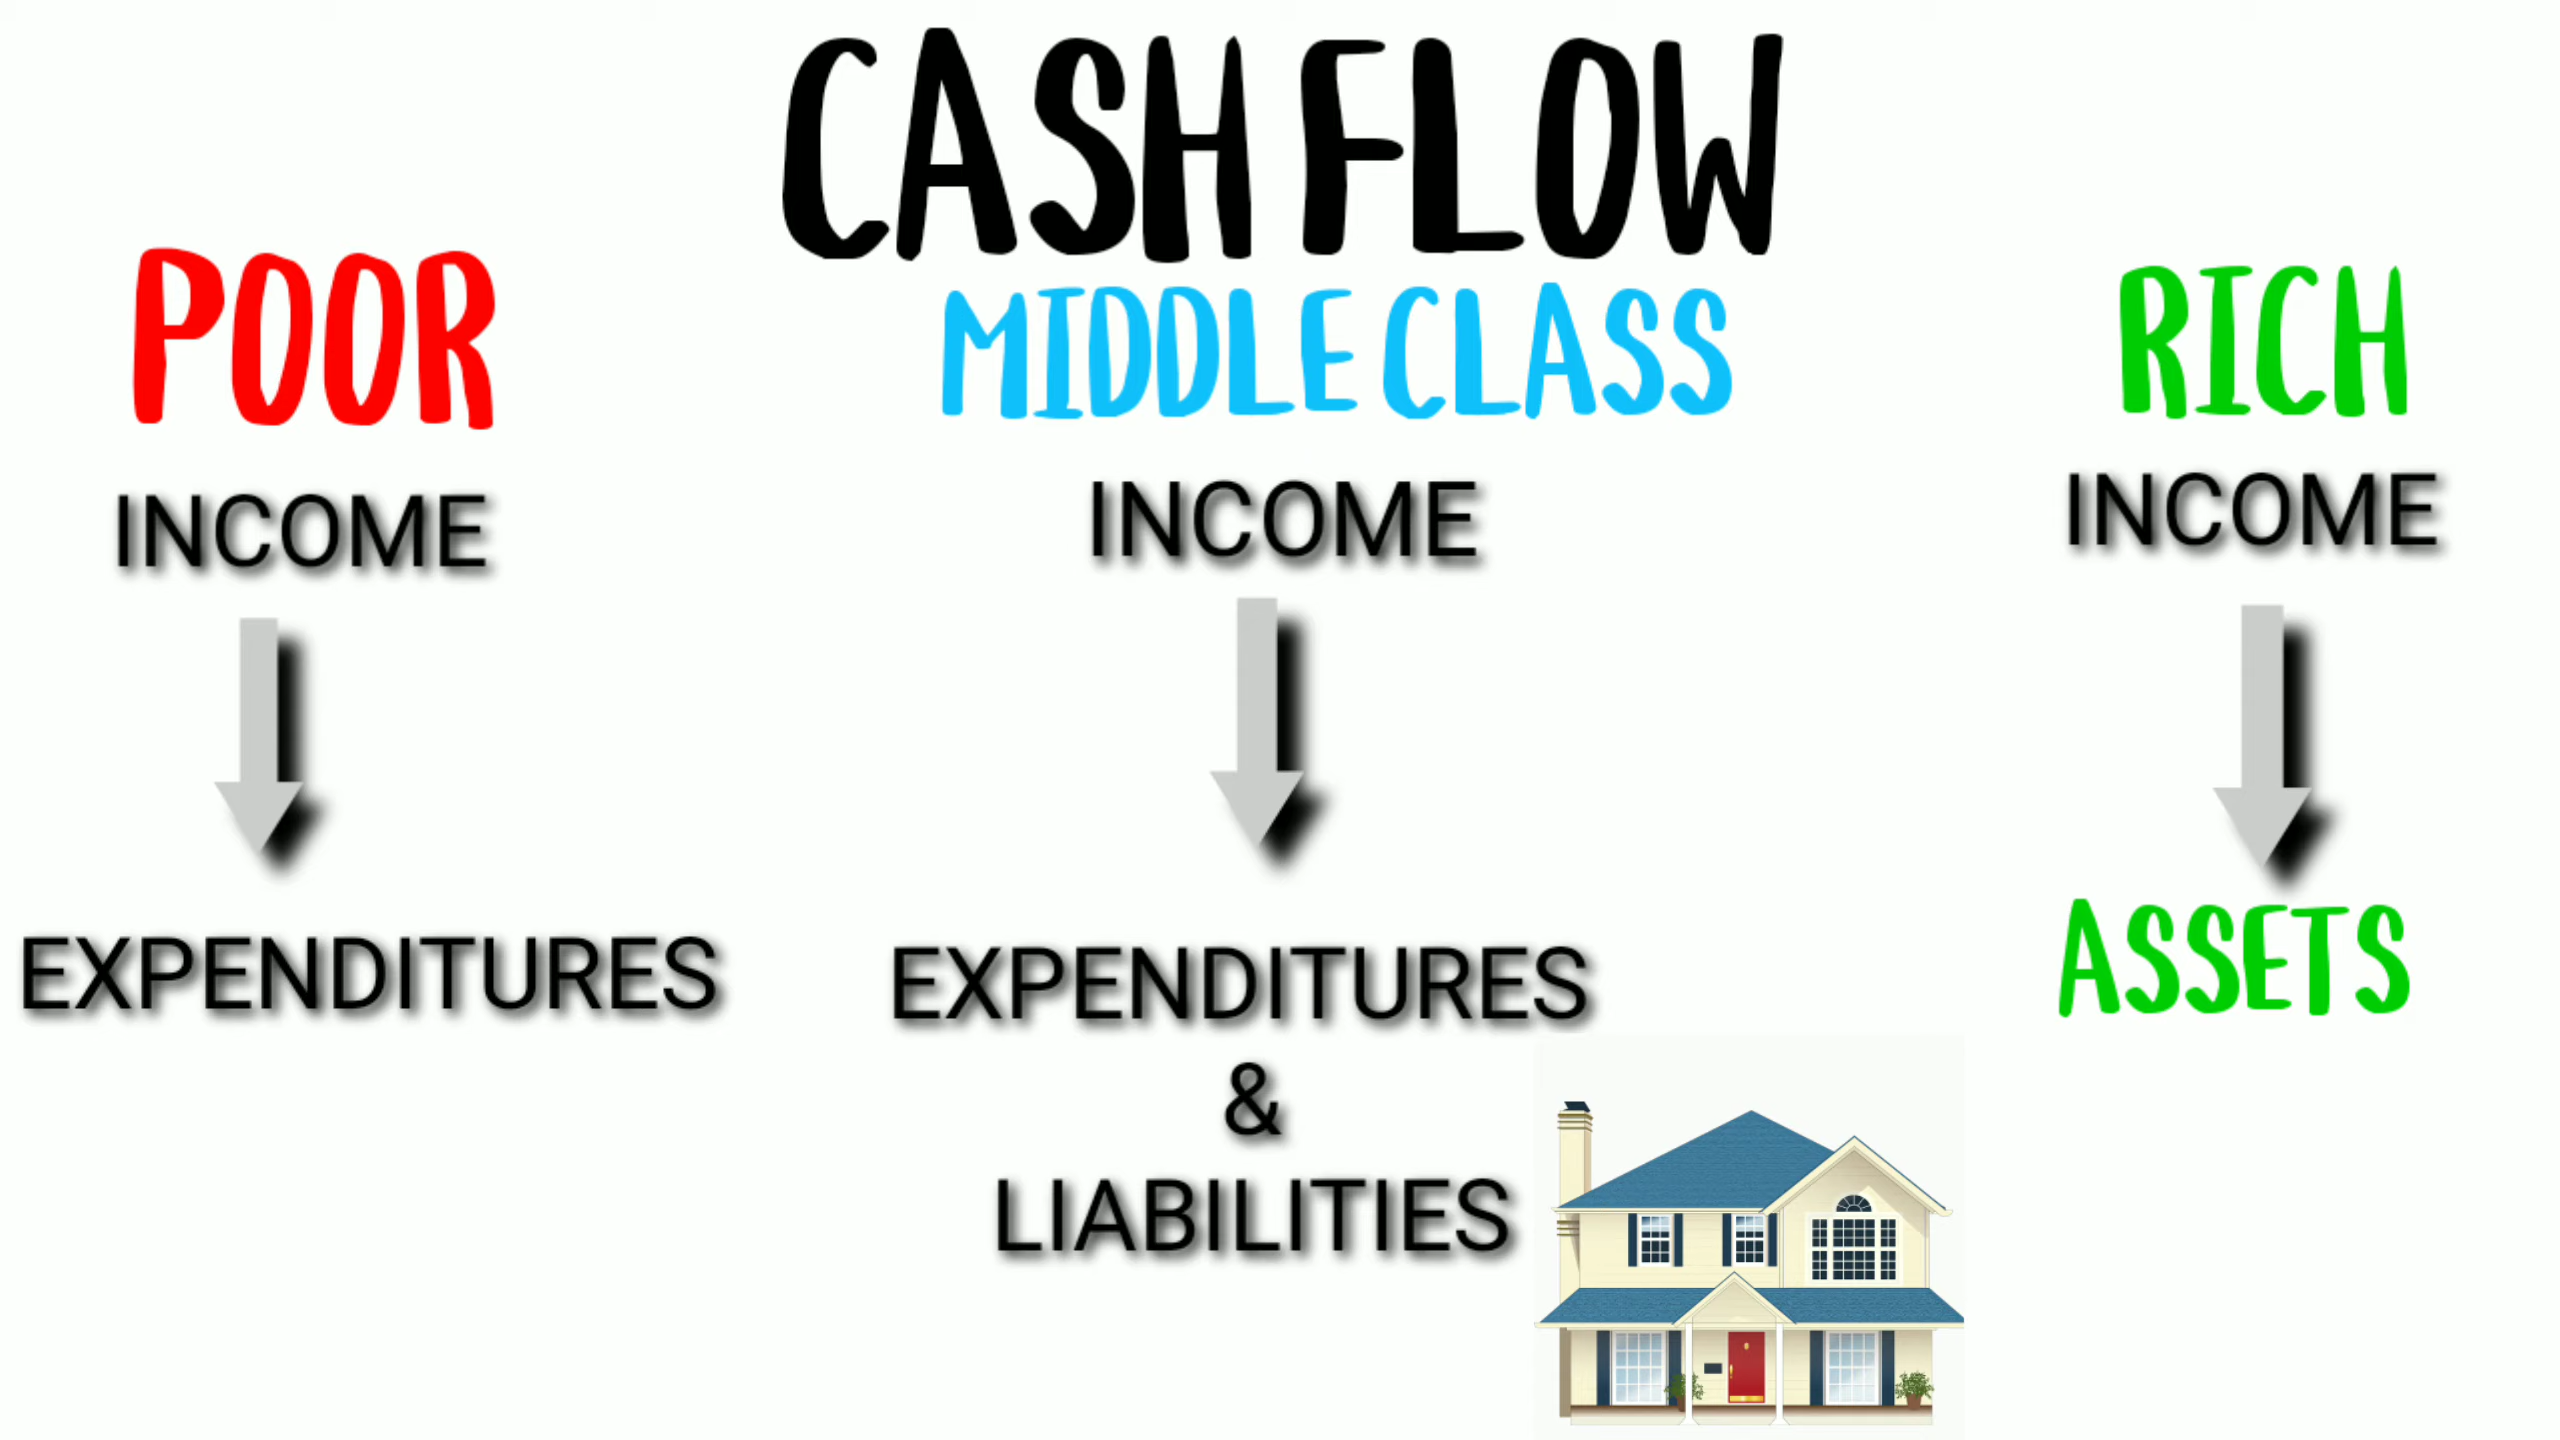 CASH FLOW
POOR
INCOME
EXPENDITURES
MIDDLE CLASS
INCOME
EXPENDITURES
&
LIABILITIES
RICH
INCOME
ASSETS